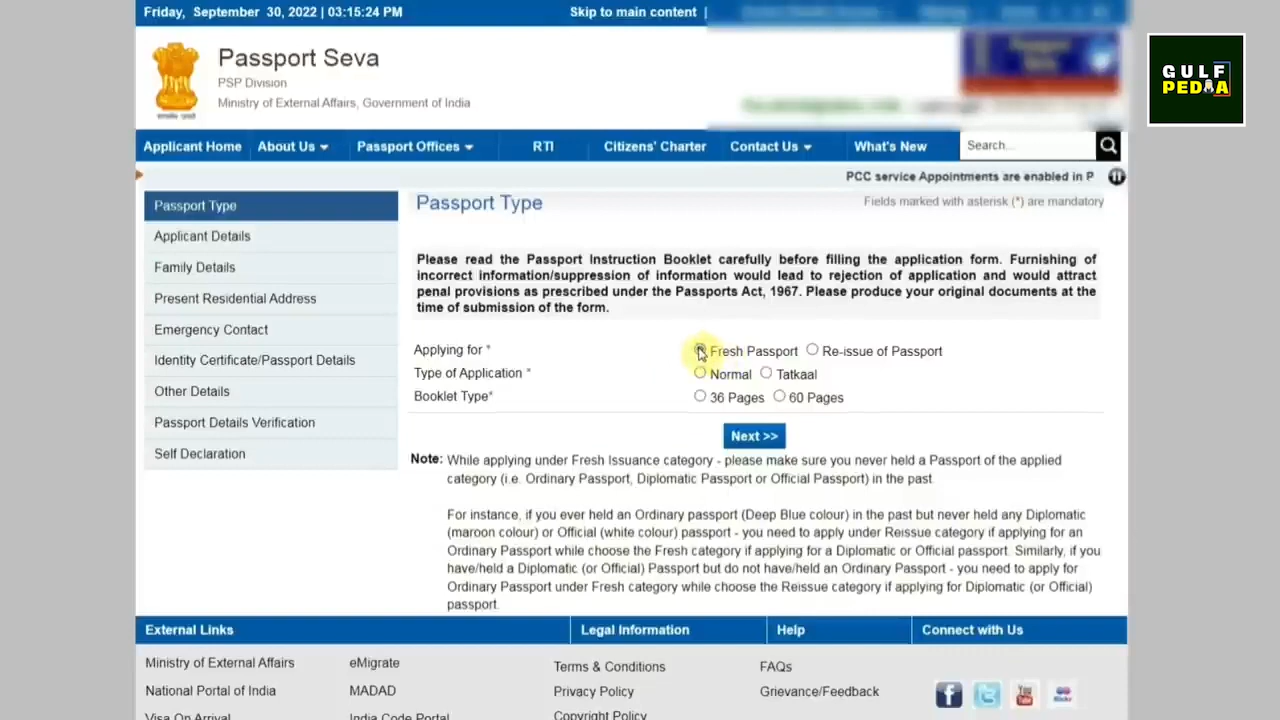 Friday, September 30, 2022 | 03:15:24 PM
Skip to main content |
Passport Seva
PSP Division
Ministry of External Affairs, Government of India
GULF
PEDIA
Applicant Home
About Us
Passport Offices
RTI
Citizens' Charter
Contact Us
What's New
Search...
PCC service Appointments are enabled in P
Passport Type
Applicant Details
Family Details
Present Residential Address
Emergency Contact
Identity Certificate/Passport Details
Other Details
Passport Details Verification
Self Declaration
Passport Type
Fields marked with asterisk (*) are mandatory
Please read the Passport Instruction Booklet carefully before filling the application form. Furnishing of
incorrect information/suppression of information would lead to rejection of application and would attract
penal provisions as prescribed under the Passports Act, 1967. Please produce your original documents at the
time of submission of the form.
Applying for *
Fresh Passport
Re-issue of Passport
Type of Application *
Normal
Tatkaal
Booklet Type*
36 Pages
60 Pages
Next >>
Note: While applying under Fresh Issuance category - please make sure you never held a Passport of the applied
category (i.e. Ordinary Passport, Diplomatic Passport or Official Passport) in the past
For instance, if you ever held an Ordinary passport (Deep Blue colour) in the past but never held any Diplomatic
(maroon colour) or Official (white colour) passport - you need to apply under Reissue category if applying for an
Ordinary Passport while choose the Fresh category if applying for a Diplomatic or Official passport. Similarly, if you
have/held a Diplomatic (or Official) Passport but do not have/held an Ordinary Passport - you need to apply for
Ordinary Passport under Fresh category while choose the Reissue category if applying for Diplomatic (or Official)
passport.
External Links
Legal Information
Help
Connect with Us
Ministry of External Affairs
eMigrate
Terms & Conditions
FAQs
National Portal of India
MADAD
Privacy Policy
Grievance/Feedback
Visa On Arrival
India Code Portal
Copyright Policy